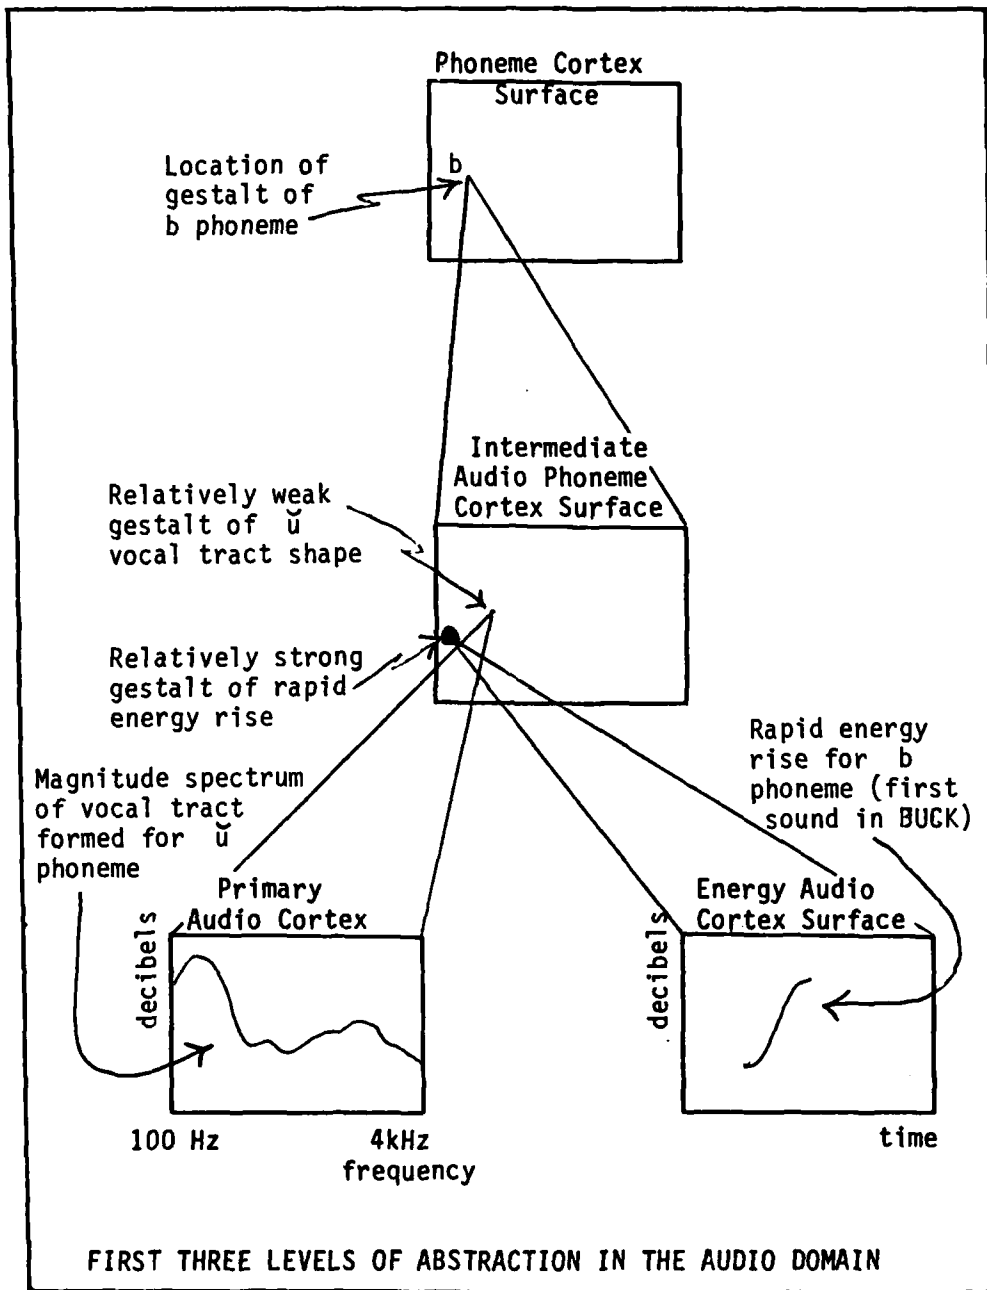 Phoneme Cortex
Surface
Location of
gestalt of
b phoneme
b
Intermediate
Audio Phoneme
Cortex Surface
Relatively weak
gestalt of ŭ
vocal tract shape
Relatively strong
gestalt of rapid
energy rise
Rapid energy
rise for b
phoneme (first
sound in BUCK)
Magnitude spectrum
of vocal tract
formed for ŭ
phoneme
Primary
Audio Cortex
decibels
100 Hz
4kHz
frequency
Energy Audio
Cortex Surface
decibels
time
FIRST THREE LEVELS OF ABSTRACTION IN THE AUDIO DOMAIN